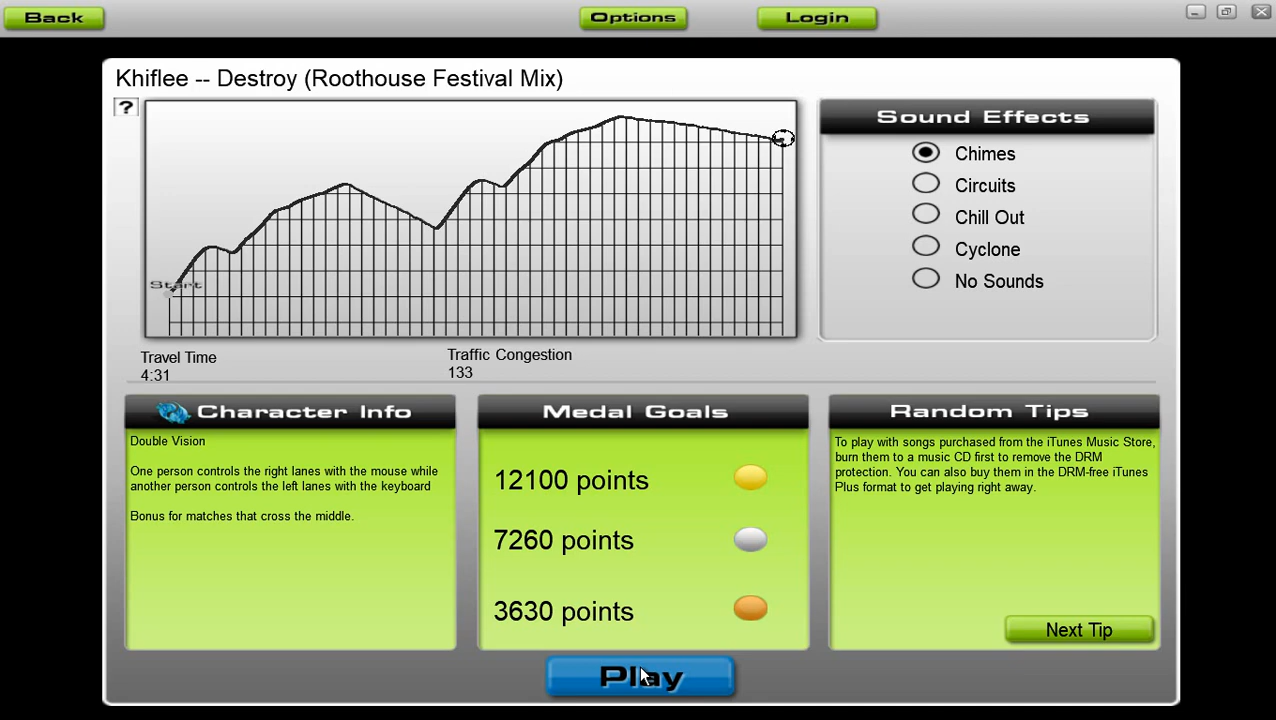 Back
Options
Login
Khiflee -- Destroy (Roothouse Festival Mix)
?
Start
Travel Time
4:31
Traffic Congestion
133
Sound Effects
Chimes
Circuits
Chill Out
Cyclone
No Sounds
Character Info
Double Vision
One person controls the right lanes with the mouse while
another person controls the left lanes with the keyboard
Bonus for matches that cross the middle.
Medal Goals
12100 points
7260 points
3630 points
Random Tips
To play with songs purchased from the iTunes Music Store,
burn them to a music CD first to remove the DRM
protection. You can also buy them in the DRM-free iTunes
Plus format to get playing right away.
Next Tip
Play